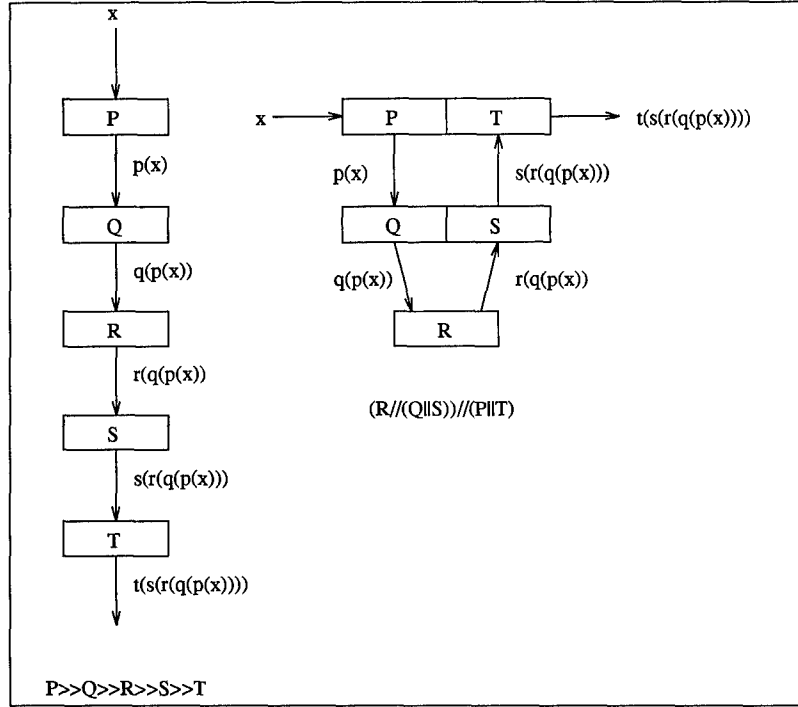 x
P
p(x)
Q
q(p(x))
R
r(q(p(x))
S
s(r(q(p(x)))
T
t(s(r(q(p(x))))
P>>Q>>R>>S>>T
x
P T
t(s(r(q(p(x))))
p(x)
s(r(q(p(x)))
Q S
q(p(x))
r(q(p(x))
R
(R//(Q||S))//(P||T)